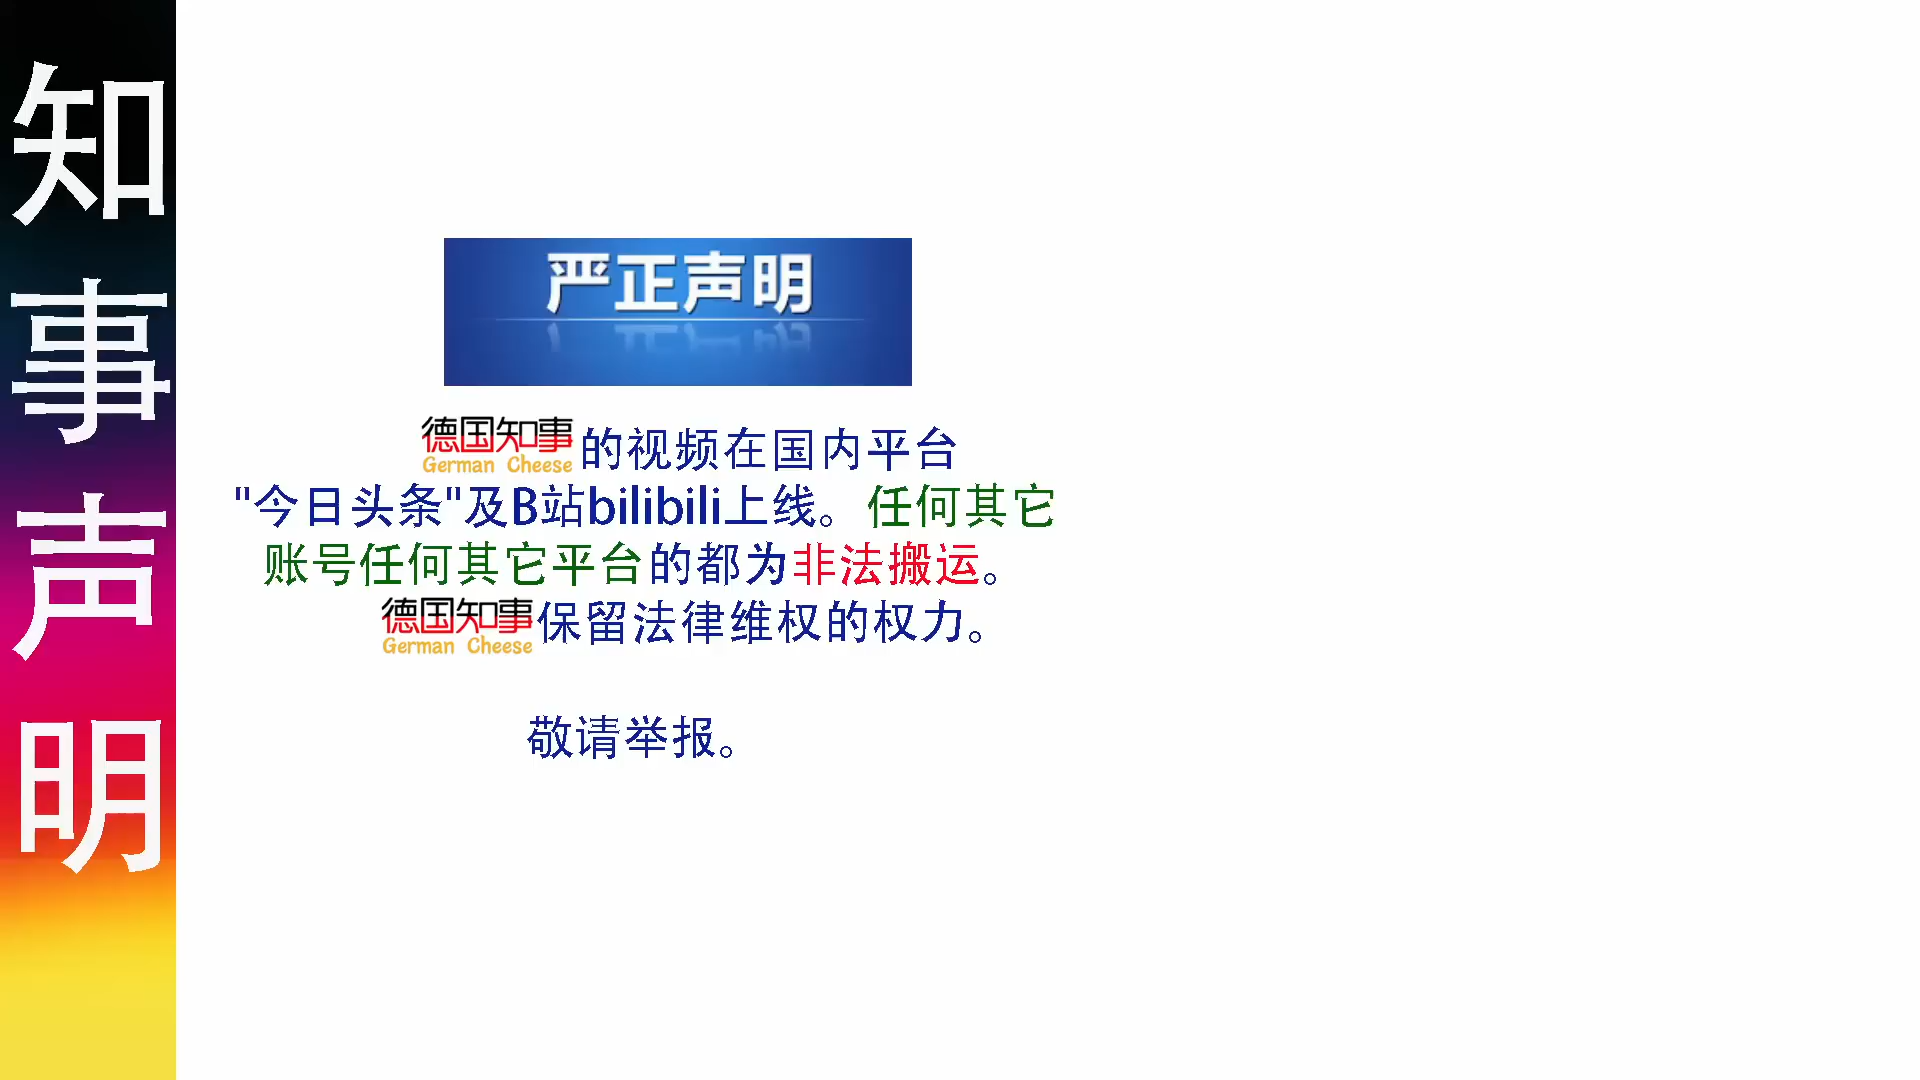 知事声明
严正声明
德国知事的视频在国内平台
German Cheese
"今日头条"及B站bilibili上线。任何其它
账号任何其它平台的都为非法搬运。
德国知事保留法律维权的权力。
German Cheese
敬请举报。